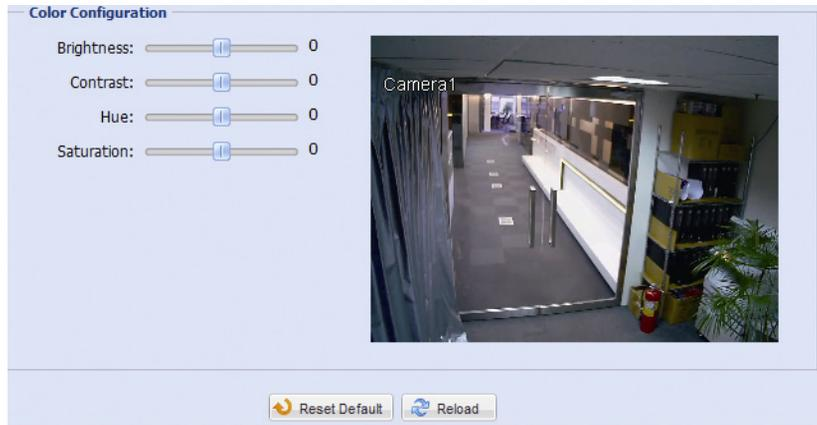 Color Configuration
Brightness: 0
Contrast: 0
Hue: 0
Saturation: 0
Camera1
Reset Default
Reload